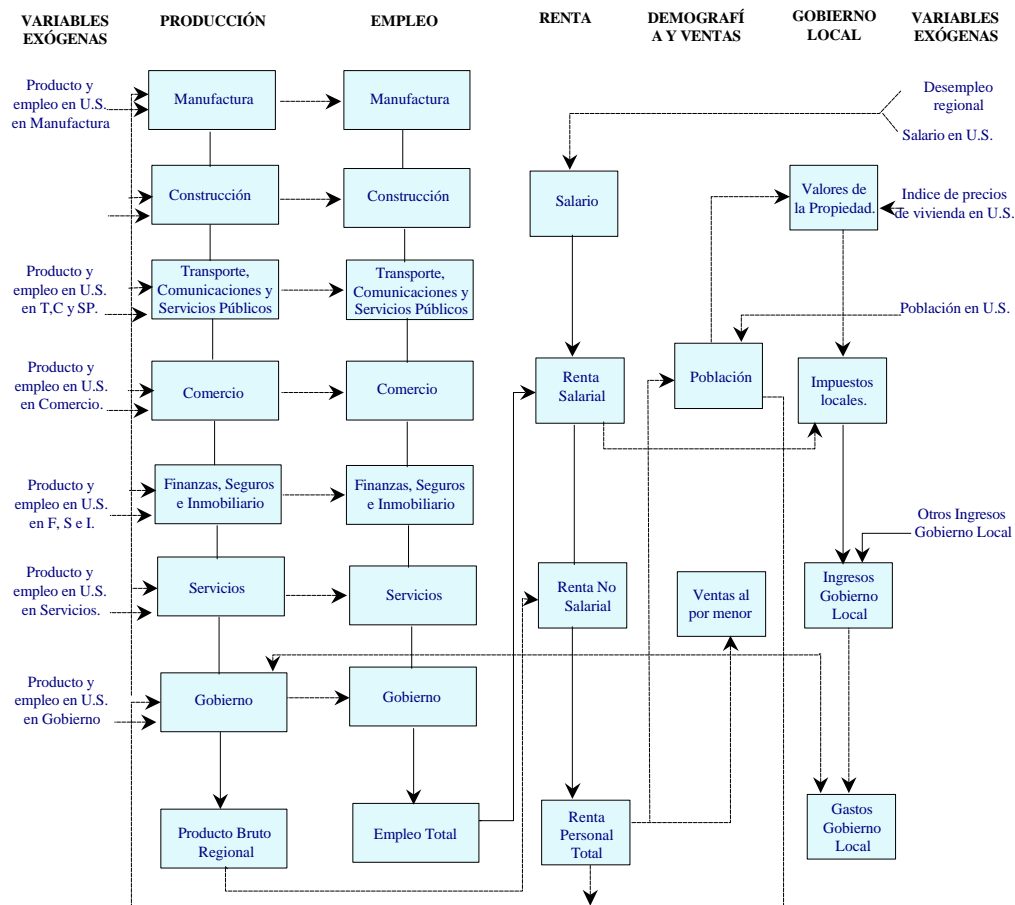 VARIABLES
EXÓGENAS
PRODUCCIÓN
EMPLEO
RENTA
DEMOGRAFÍ
A Y VENTAS
GOBIERNO
LOCAL
VARIABLES
EXÓGENAS
Producto y
empleo en U.S.
en Manufactura
Manufactura
Manufactura
Desempleo
regional
Salario en U.S.
Construcción
Construcción
Salario
Valores de
la Propiedad.
Indice de precios
de vivienda en U.S.
Producto y
empleo en U.S.
en T,C y SP.
Transporte,
Comunicaciones y
Servicios Públicos
Transporte,
Comunicaciones y
Servicios Públicos
Población en U.S.
Producto y
empleo en U.S.
en Comercio.
Comercio
Comercio
Renta
Salarial
Población
Impuestos
locales.
Producto y
empleo en U.S.
en F, S e I.
Finanzas, Seguros
e Inmobiliario
Finanzas, Seguros
e Inmobiliario
Otros Ingresos
Gobierno Local
Producto y
empleo en U.S.
en Servicios.
Servicios
Servicios
Renta No
Salarial
Ventas al
por menor
Ingresos
Gobierno
Local
Producto y
empleo en U.S.
en Gobierno
Gobierno
Gobierno
Producto Bruto
Regional
Empleo Total
Renta
Personal
Total
Gastos
Gobierno
Local